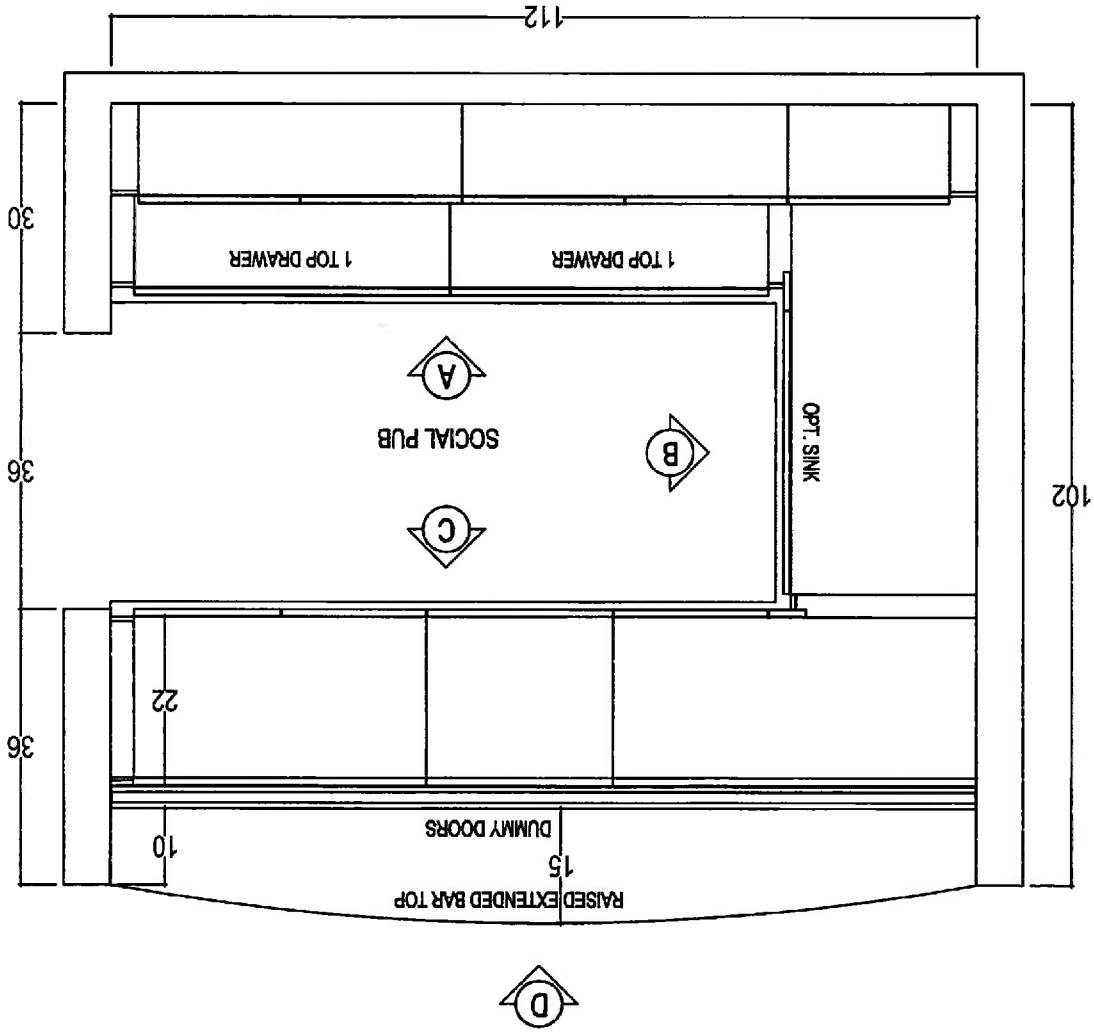 D
RAISED EXTENDED BAR TOP
15
10
DUMMY DOORS
36
22
C
102
OPT. SINK
B
36
SOCIAL PUB
A
1 TOP DRAWER
1 TOP DRAWER
30
112